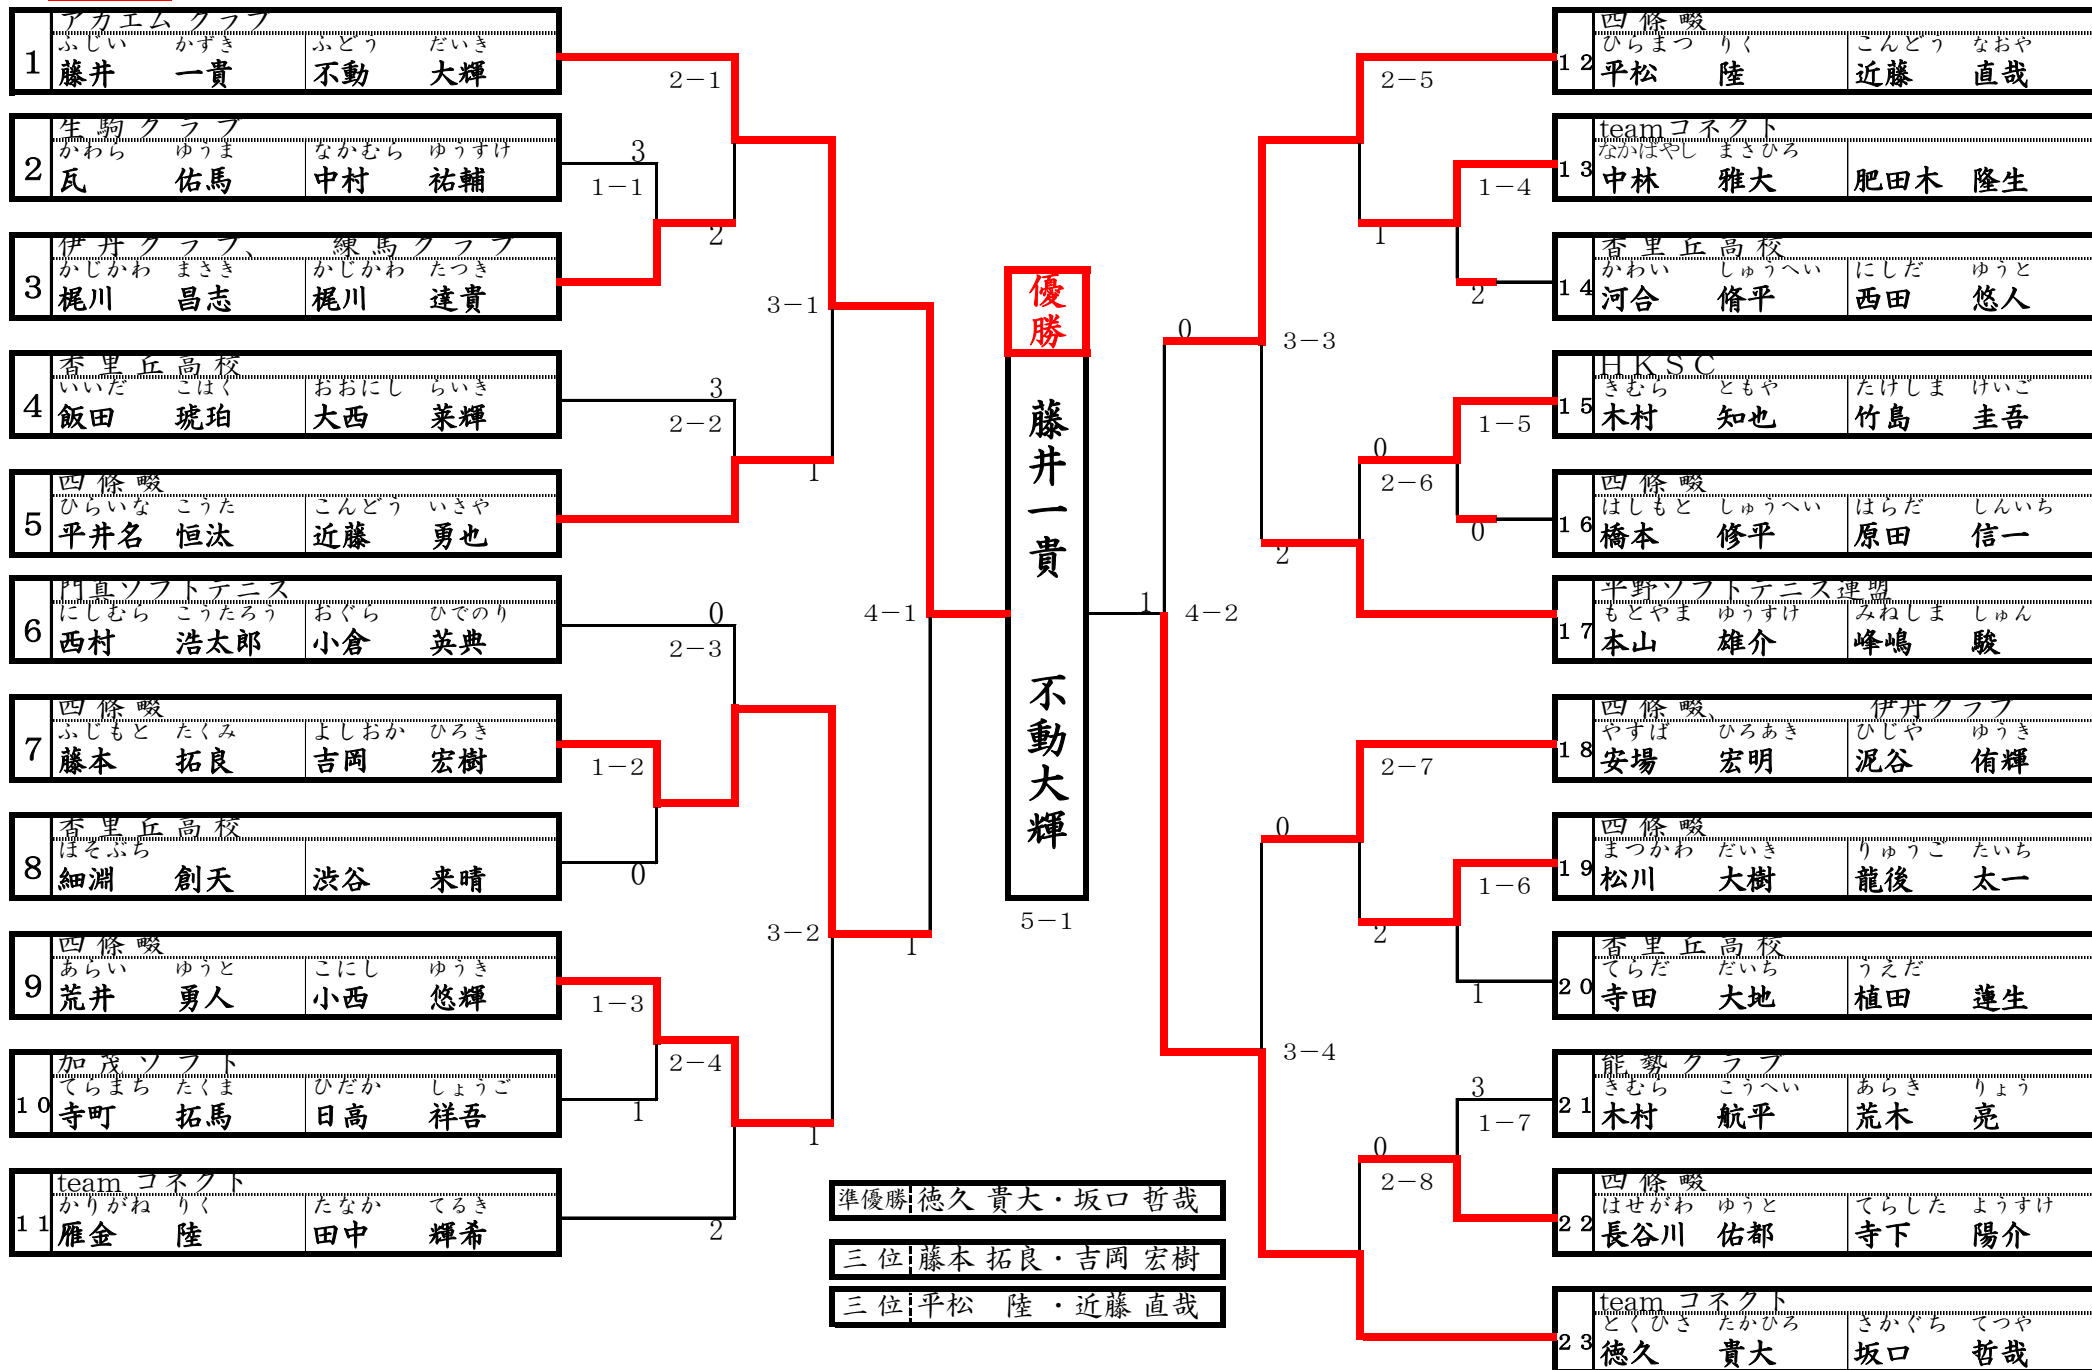 アカエム クラブ
ふじい かずき ふどう だいき
1 藤井 一貴 不動 大輝
生駒クラブ
かわら ゆうま なかむら ゆうすけ
2 瓦 佑馬 中村 祐輔
伊丹クラブ、 練馬クラブ
かじかわ まさき かじかわ たつき
3 梶川 昌志 梶川 達貴
香里丘高校
いいだ こはく おおにし らいき
4 飯田 琥珀 大西 莱輝
四條畷
ひらいな こうた こんどう いさや
5 平井名 恒汰 近藤 勇也
門真ソフトテニス
にしむら こうたろう おぐら ひでのり
6 西村 浩太郎 小倉 英典
四條畷
ふじもと たくみ よしおか ひろき
7 藤本 拓良 吉岡 宏樹
香里丘高校
ほそぶち
8 細淵 創天 渋谷 来晴
四條畷
あらい ゆうと こにし ゆうき
9 荒井 勇人 小西 悠輝
加茂ソフト
てらまち たくま ひだか しょうご
10 寺町 拓馬 日高 祥吾
team コネクト
かりがね りく たなか てるき
11 雁金 陸 田中 輝希
2-1
3
1-1
2
3-1
3
2-2
1
0
2-3
4-1
1-2
0
3-2
1
1-3
2-4
1
1
2
優勝
藤井一貴 不動大輝
5-1
準優勝 徳久 貴大・坂口 哲哉
三位 藤本 拓良・吉岡 宏樹
三位 平松 陸 ・近藤 直哉
2-5
1-4
1
2
0
3-3
1-5
0
2-6
0
2
1
4-2
2-7
0
1-6
2
1
3-4
3
1-7
0
2-8
四條畷
ひらまつ りく こんどう なおや
12 平松 陸 近藤 直哉
teamコネクト
なかばやし まさひろ
13 中林 雅大 肥田木 隆生
香里丘高校
かわい しゅうへい にしだ ゆうと
14 河合 脩平 西田 悠人
HKSC
きむら ともや たけしま けいご
15 木村 知也 竹島 圭吾
四條畷
はしもと しゅうへい はらだ しんいち
16 橋本 修平 原田 信一
平野ソフトテニス連盟
もとやま ゆうすけ みねしま しゅん
17 本山 雄介 峰嶋 駿
四條畷、 伊丹クラブ
やすば ひろあき ひじや ゆうき
18 安場 宏明 泥谷 侑輝
四條畷
まつかわ だいき りゅうご たいち
19 松川 大樹 龍後 太一
香里丘高校
てらだ だいち うえだ
20 寺田 大地 植田 蓮生
能勢クラブ
きむら こうへい あらき りょう
21 木村 航平 荒木 亮
四條畷
はせがわ ゆうと てらした ようすけ
22 長谷川 佑都 寺下 陽介
team コネクト
とくひさ たかひろ さかぐち てつや
23 徳久 貴大 坂口 哲哉